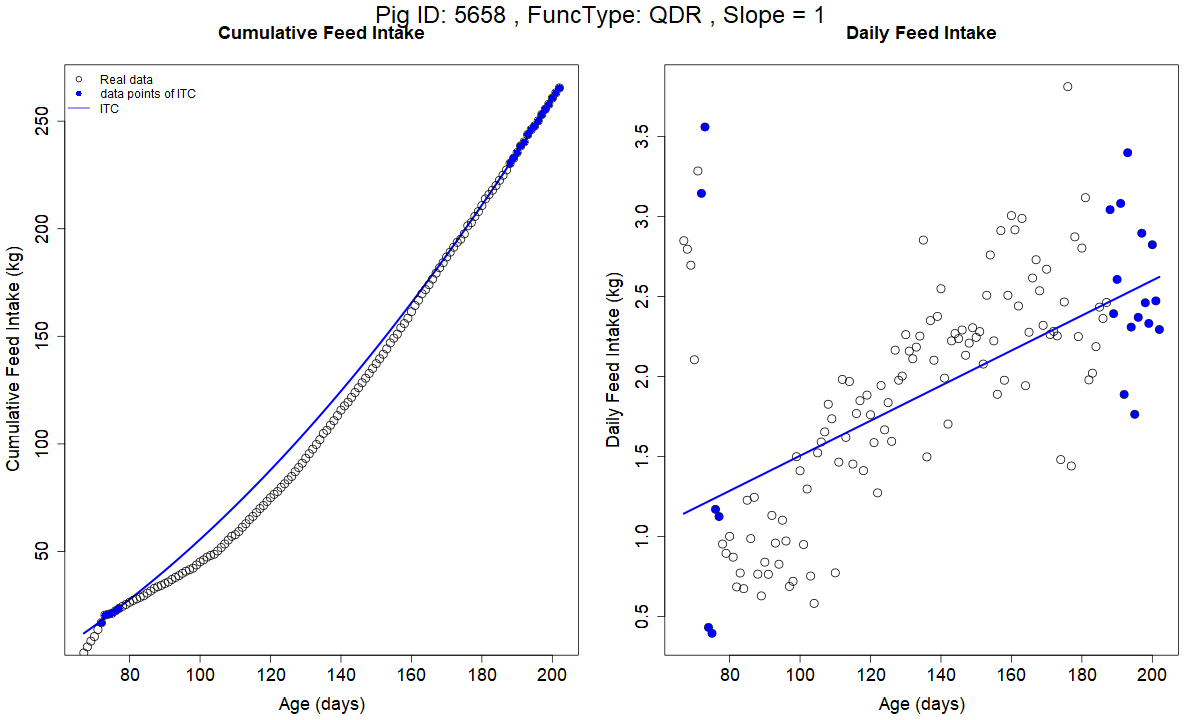 Pig ID: 5658 , FuncType: QDR , Slope = 1
Cumulative Feed Intake
Real data
data points of ITC
ITC
Cumulative Feed Intake (kg)
50
100
150
200
250
80
100
120
140
160
180
200
Age (days)
Daily Feed Intake
Daily Feed Intake (kg)
0.5
1.0
1.5
2.0
2.5
3.0
3.5
80
100
120
140
160
180
200
Age (days)